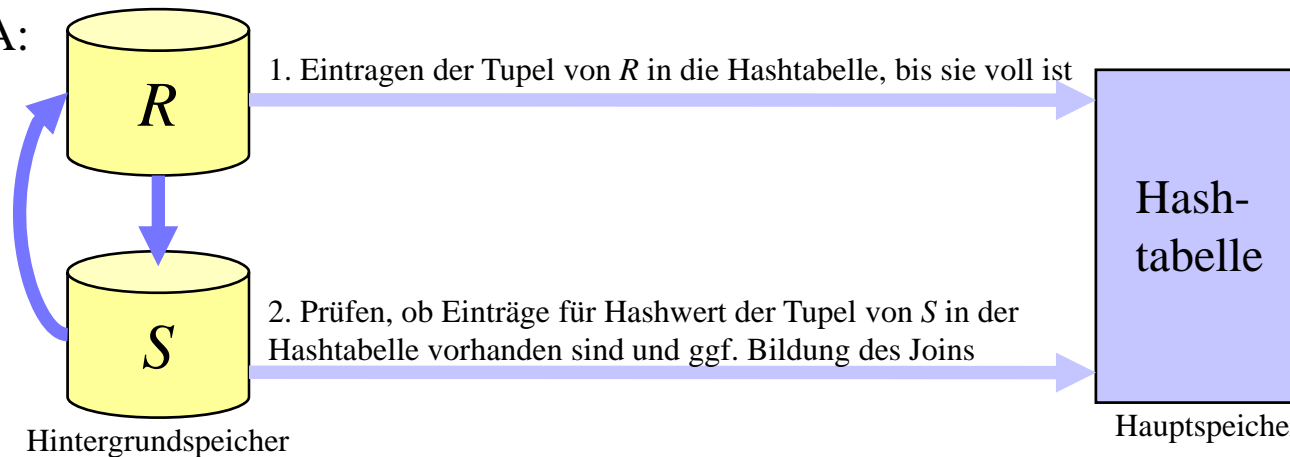 A:
R
1. Eintragen der Tupel von R in die Hashtabelle, bis sie voll ist
Hash-
tabelle
S
2. Prüfen, ob Einträge für Hashwert der Tupel von S in der
Hashtabelle vorhanden sind und ggf. Bildung des Joins
Hintergrundspeicher
Hauptspeiche